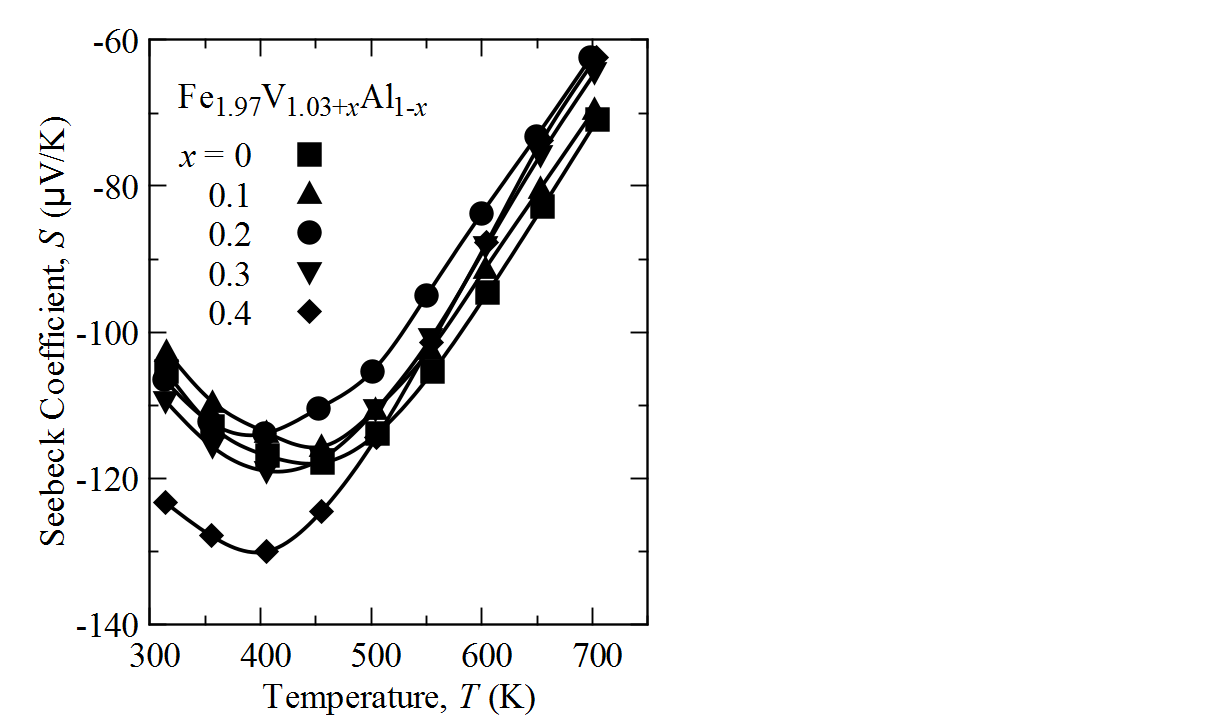 -60
Fe1.97V1.03+xAl1-x
x = 0
0.1
-80
0.2
0.3
0.4
-100
-120
-140
Seebeck Coefficient, S (μV/K)
300 400 500 600 700
Temperature, T (K)